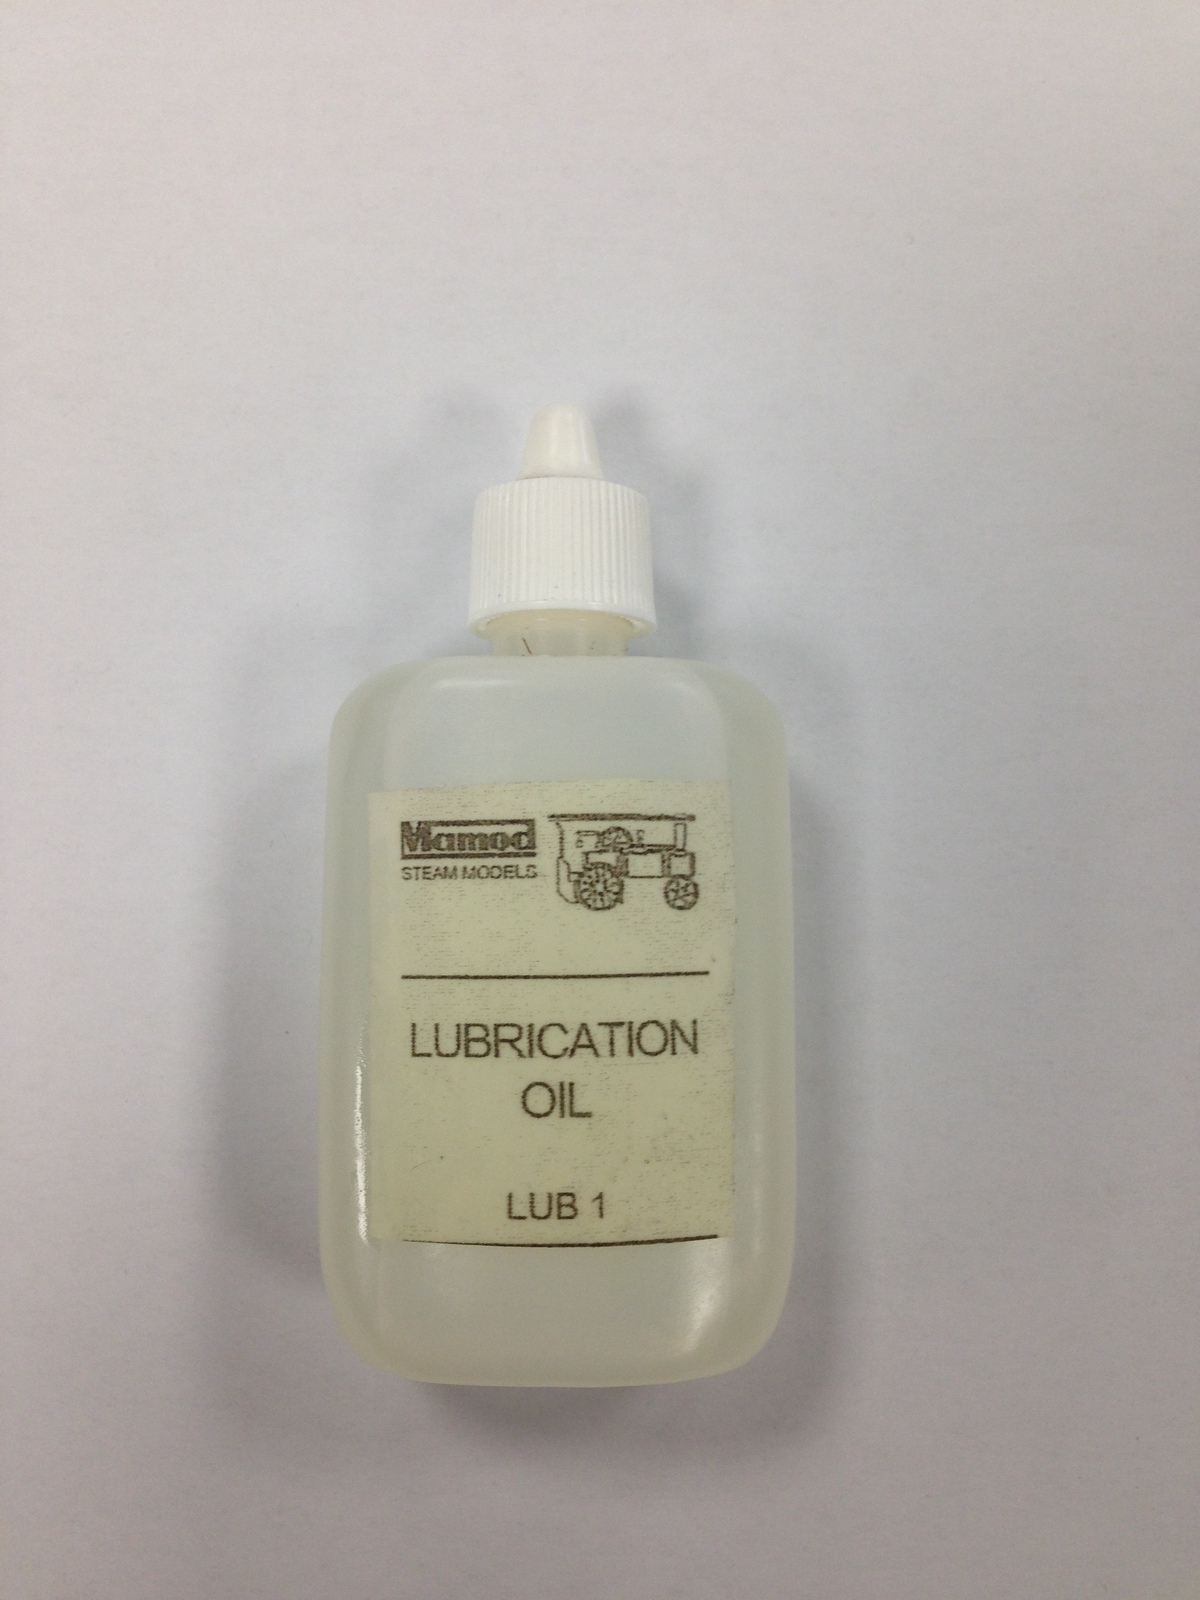 Mamod
STEAM MODELS
LUBRICATION
OIL
LUB 1